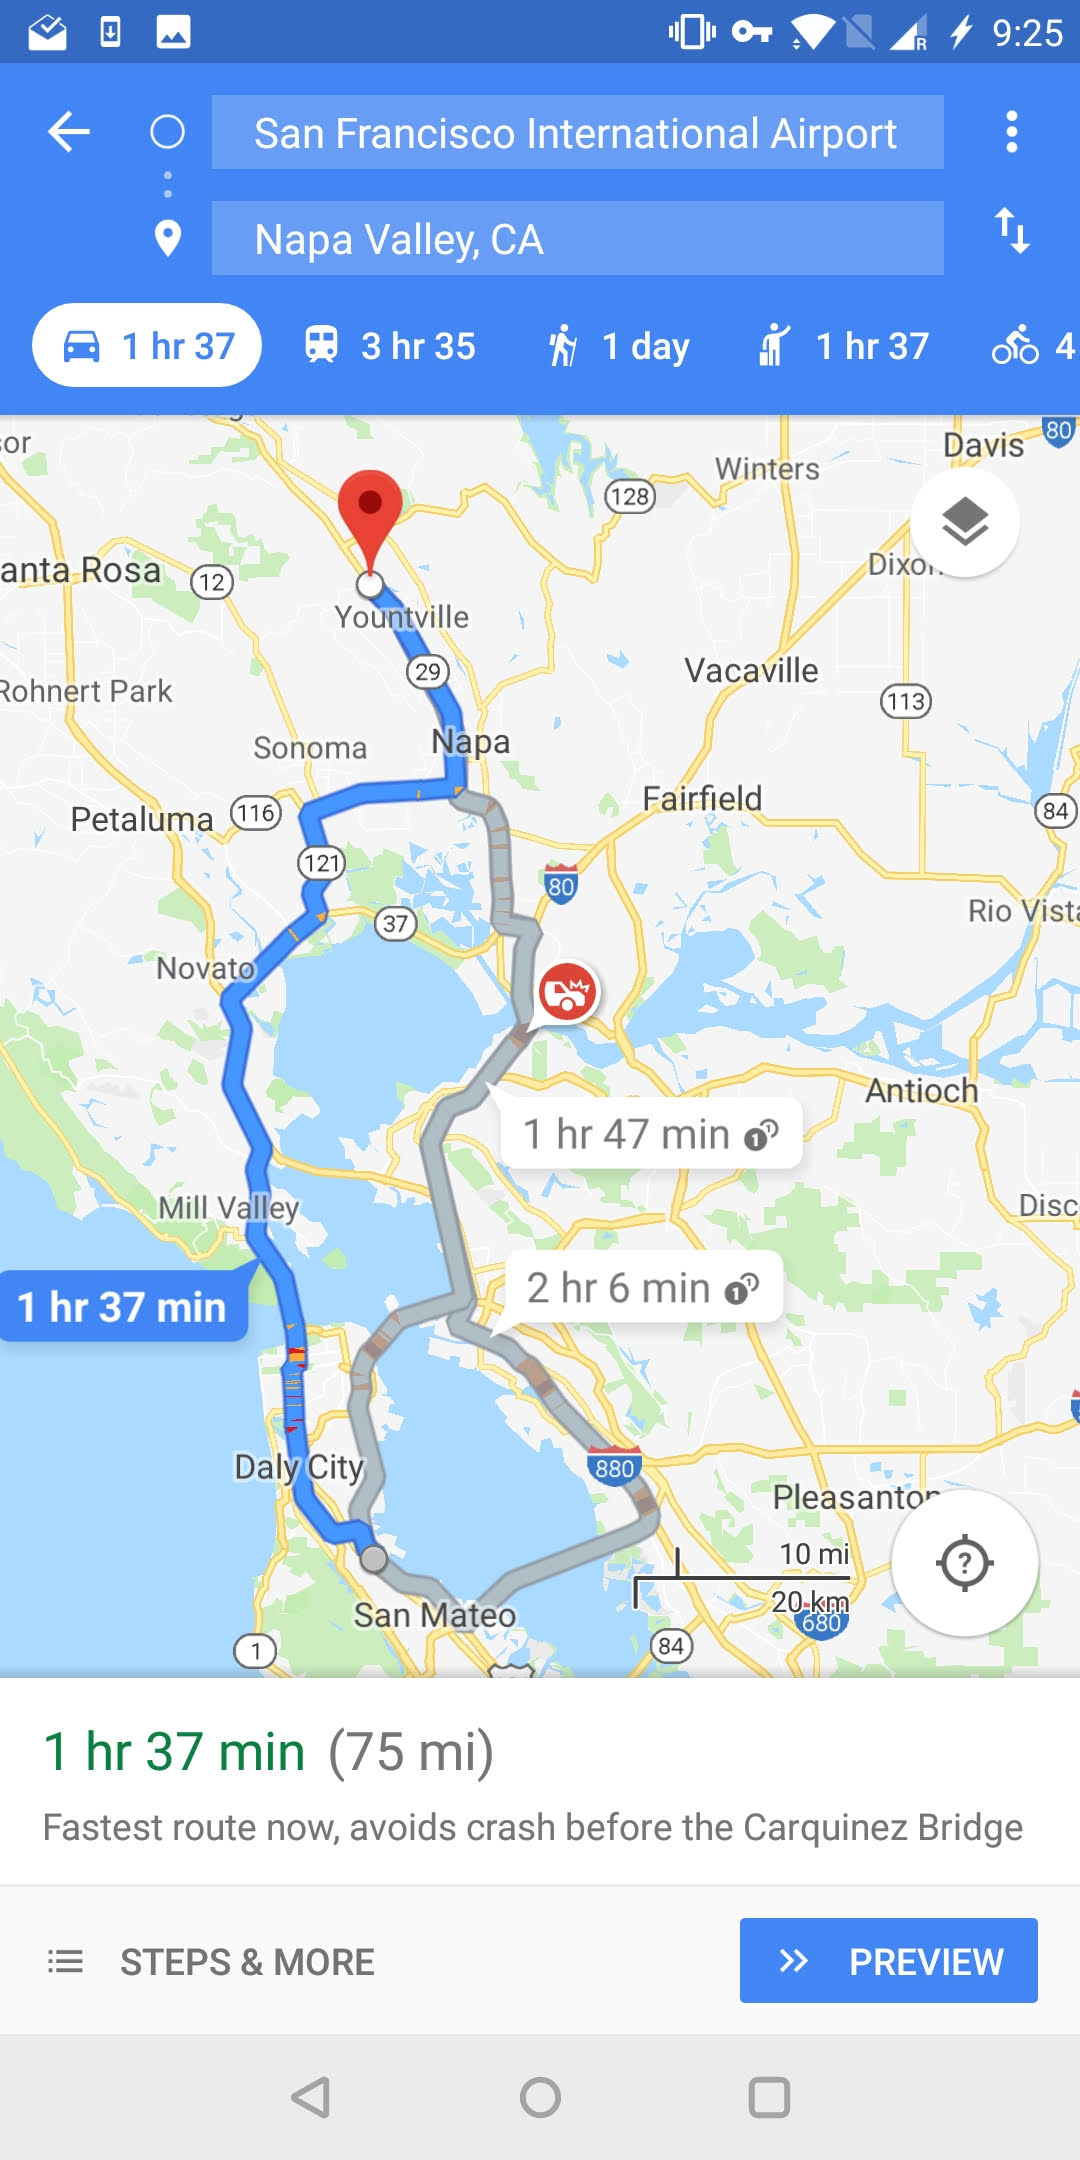 9:25
San Francisco International Airport
Napa Valley, CA
1 hr 37
3 hr 35
1 day
1 hr 37
4
80
Davis
Winters
128
anta Rosa
12
Dixon
Yountville
29
Vacaville
Rohnert Park
113
Sonoma
Napa
Fairfield
Petaluma
116
84
121
80
Rio Vista
37
Novato
Antioch
1 hr 47 min
Mill Valley
Disc
2 hr 6 min
1 hr 37 min
Daly City
880
Pleasanton
10 mi
20 km
680
San Mateo
1
84
1 hr 37 min (75 mi)
Fastest route now, avoids crash before the Carquinez Bridge
STEPS & MORE
PREVIEW